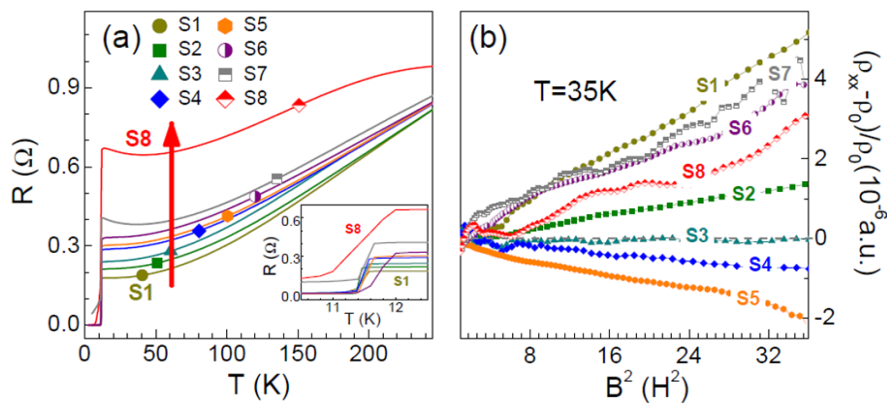 (a)
S1 S5
S2 S6
S3 S7
S4 S8
S8
S1
R (Ω)
0.9
0.6
0.3
0.0
0 50 100 150 200
T (K)
R (Ω)
0.6
0.3
0.0
S8
S1
11 12
T (K)
(b)
T=35K
S1
S7
S6
S8
S2
S3
S4
S5
8 16 24 32
B² (H²)
4
2
0
-2
(ρxx - ρ0)/ρ0 (10⁻⁶a.u.)